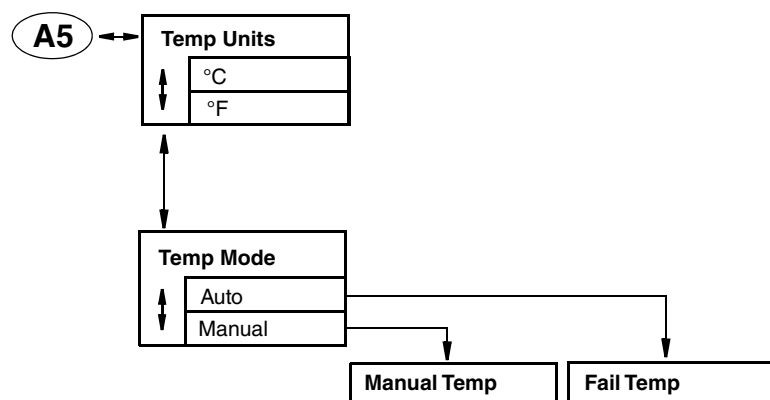 A5
Temp Units
°C
°F
Temp Mode
Auto
Manual
Manual Temp
Fail Temp